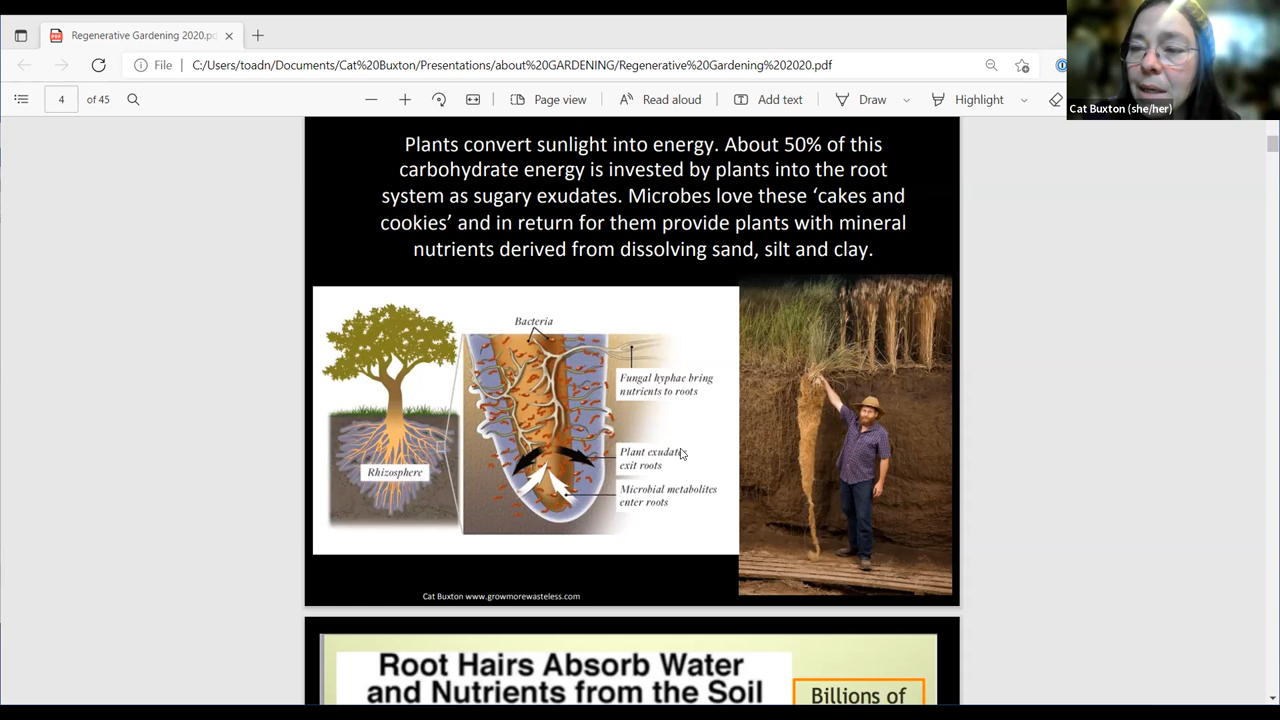 Regenerative Gardening 2020.pd
File
C:/Users/toadn/Documents/Cat%20Buxton/Presentations/about%20GARDENING/Regenerative%20Gardening%202020.pdf
4 of 45
Page view
Read aloud
Add text
Draw
Highlight
Cat Buxton (she/her)
Plants convert sunlight into energy. About 50% of this
carbohydrate energy is invested by plants into the root
system as sugary exudates. Microbes love these ‘cakes and
cookies’ and in return for them provide plants with mineral
nutrients derived from dissolving sand, silt and clay.
Bacteria
Fungal hyphae bring
nutrients to roots
Plant exudates
exit roots
Microbial metabolites
enter roots
Rhizosphere
Cat Buxton www.growmorewasteless.com
Root Hairs Absorb Water
and Nutrients from the Soil
Billions of